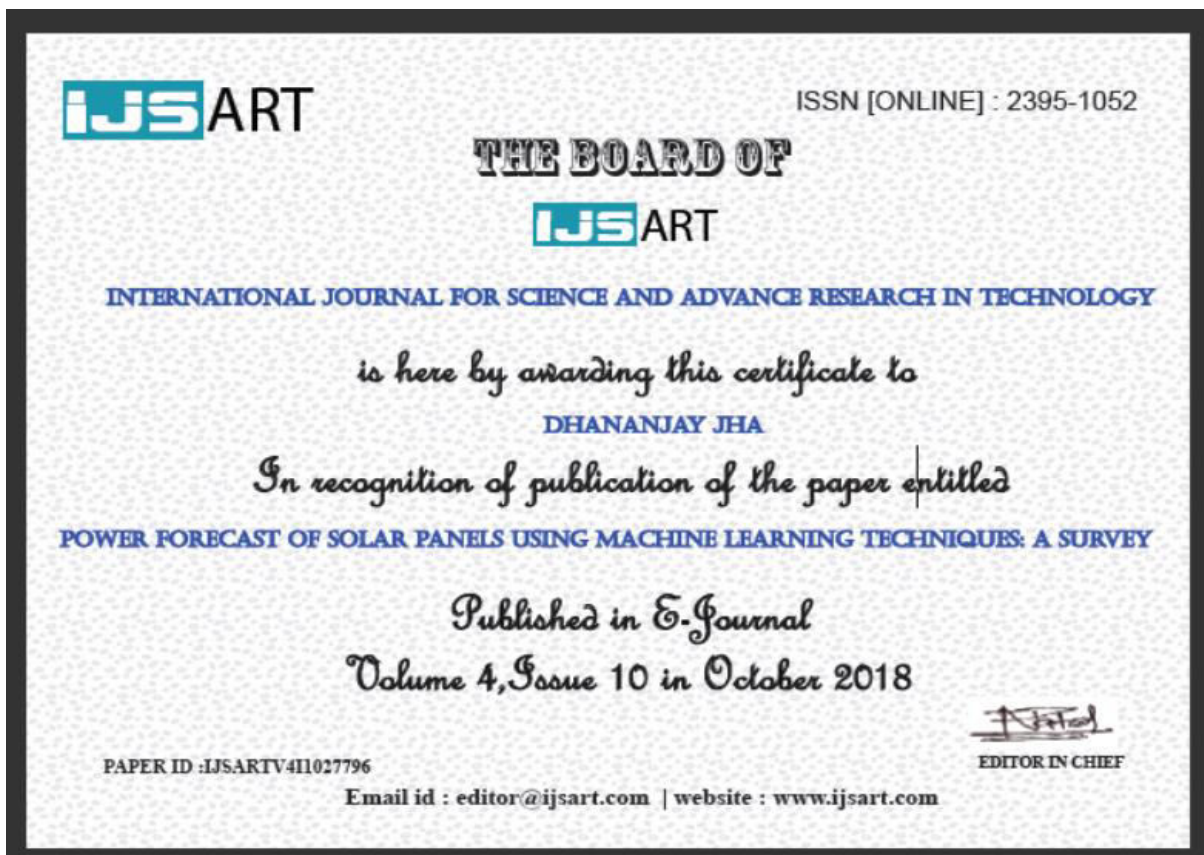 IJSART
ISSN [ONLINE] : 2395-1052
THE BOARD OF
IJSART
INTERNATIONAL JOURNAL FOR SCIENCE AND ADVANCE RESEARCH IN TECHNOLOGY
is here by awarding this certificate to
DHANANJAY JHA
In recognition of publication of the paper entitled
POWER FORECAST OF SOLAR PANELS USING MACHINE LEARNING TECHNIQUES: A SURVEY
Published in E-Journal
Volume 4,Issue 10 in October 2018
EDITOR IN CHIEF
PAPER ID :IJSARTV4I1027796
Email id : editor@ijsart.com | website : www.ijsart.com